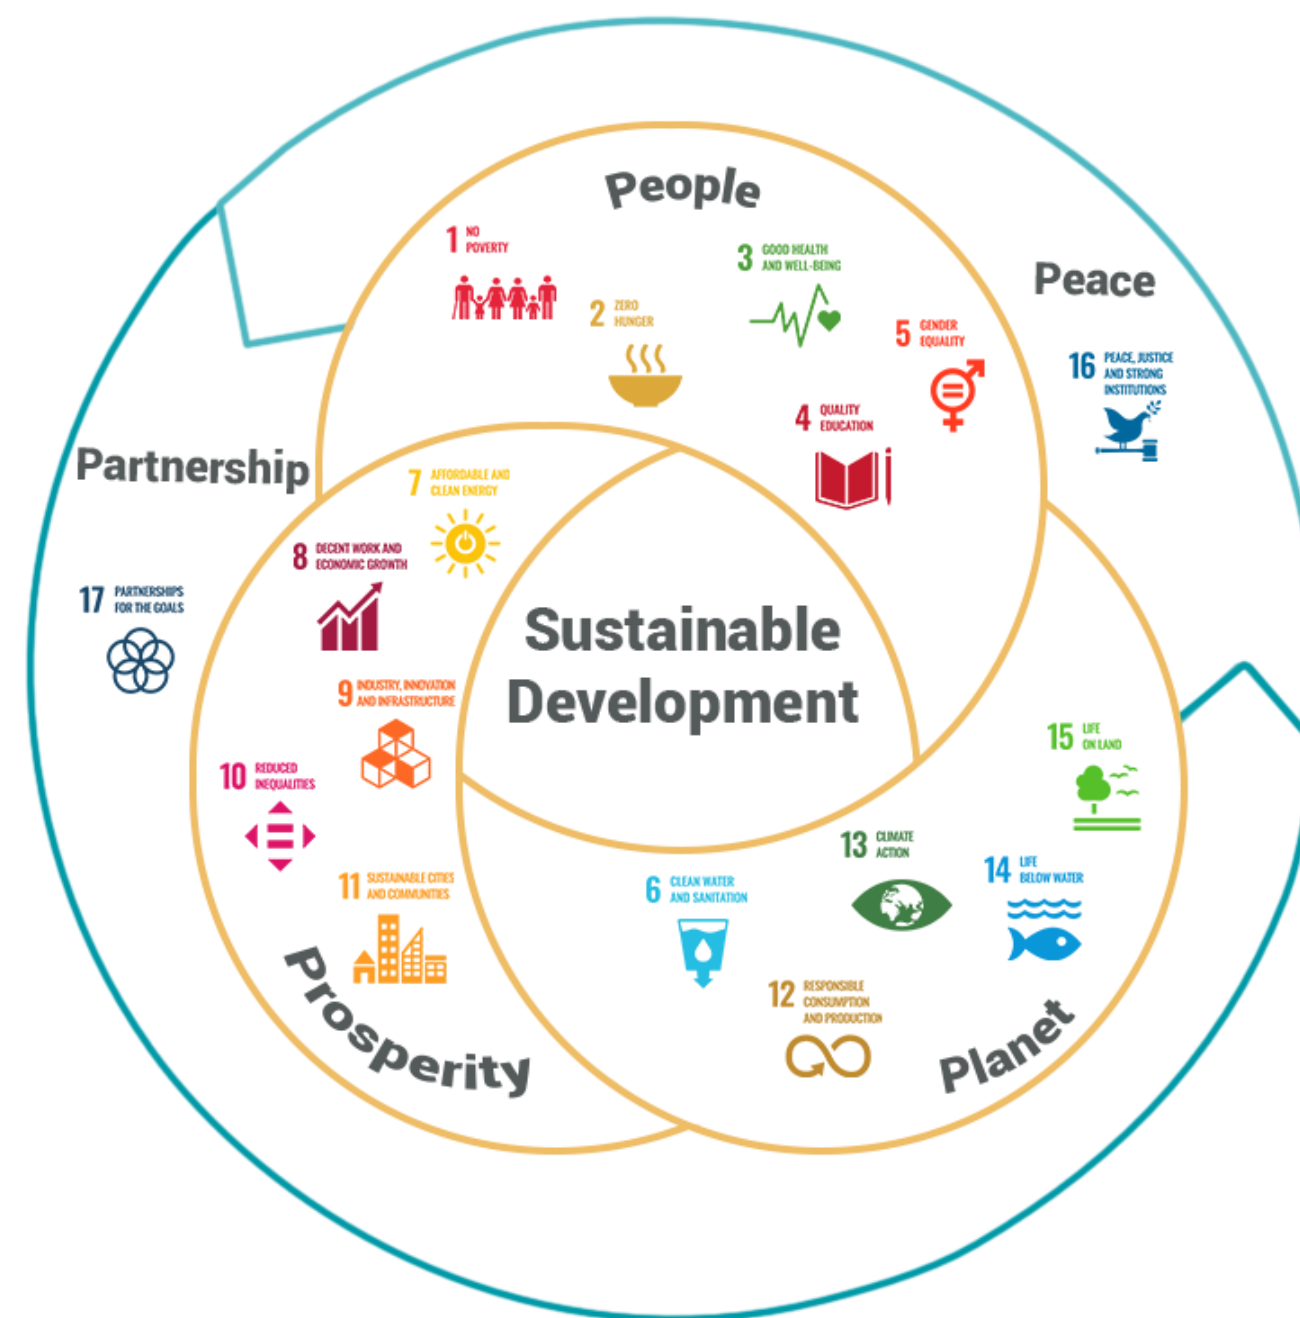 People
1 NO
POVERTY
2 ZERO
HUNGER
3 GOOD HEALTH
AND WELL-BEING
5 GENDER
EQUALITY
4 QUALITY
EDUCATION
Peace
16 PEACE, JUSTICE
AND STRONG
INSTITUTIONS
Partnership
17 PARTNERSHIPS
FOR THE GOALS
7 AFFORDABLE AND
CLEAN ENERGY
8 DECENT WORK AND
ECONOMIC GROWTH
9 INDUSTRY, INNOVATION
AND INFRASTRUCTURE
10 REDUCED
INEQUALITIES
11 SUSTAINABLE CITIES
AND COMMUNITIES
Prosperity
Sustainable
Development
15 LIFE
ON LAND
13 CLIMATE
ACTION
14 LIFE
BELOW WATER
6 CLEAN WATER
AND SANITATION
12 RESPONSIBLE
CONSUMPTION
AND PRODUCTION
Planet